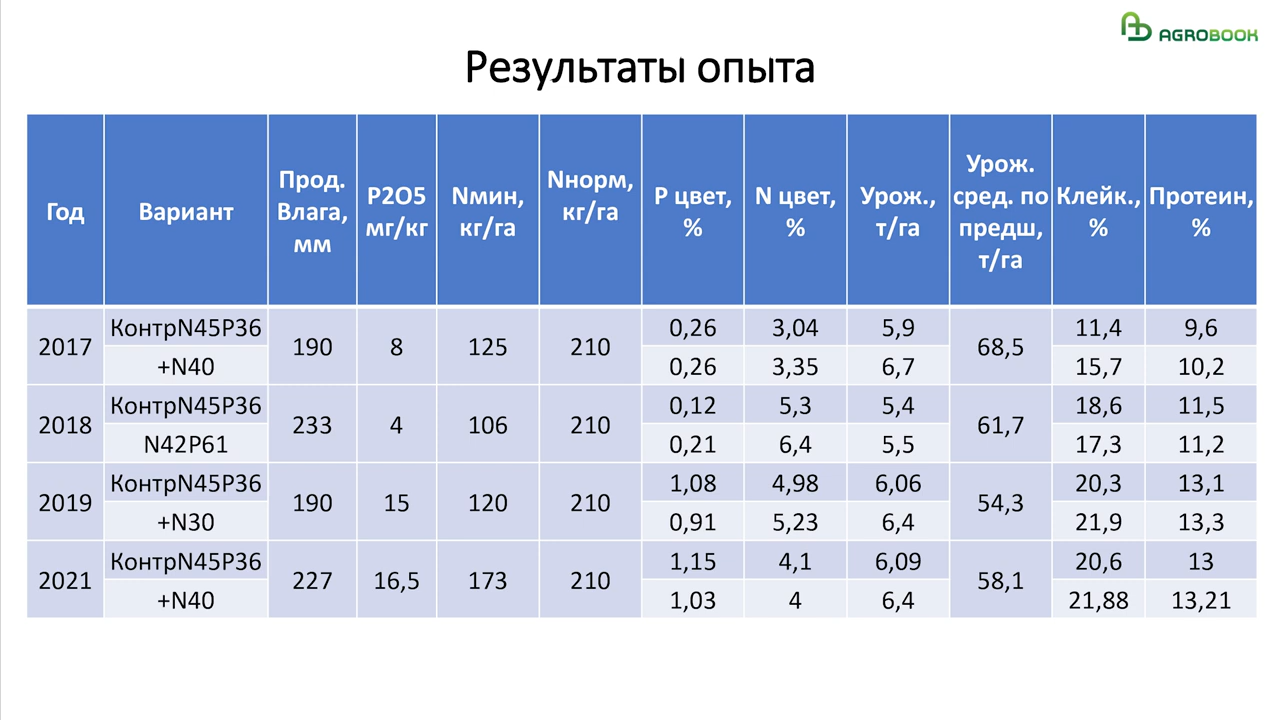 AGROBOOK
Результаты опыта
Год Вариант Прод. Влага, мм P2O5 мг/кг Nмин, кг/га Nнорм, кг/га P цвет, % N цвет, % Урож., т/га Урож. сред. по предш, т/га Клейк., % Протеин, %
2017 КонтрN45P36 190 8 125 210 0,26 3,04 5,9 68,5 11,4 9,6
+N40 0,26 3,35 6,7 15,7 10,2
2018 КонтрN45P36 233 4 106 210 0,12 5,3 5,4 61,7 18,6 11,5
N42P61 0,21 6,4 5,5 17,3 11,2
2019 КонтрN45P36 190 15 120 210 1,08 4,98 6,06 54,3 20,3 13,1
+N30 0,91 5,23 6,4 21,9 13,3
2021 КонтрN45P36 227 16,5 173 210 1,15 4,1 6,09 58,1 20,6 13
+N40 1,03 4 6,4 21,88 13,21